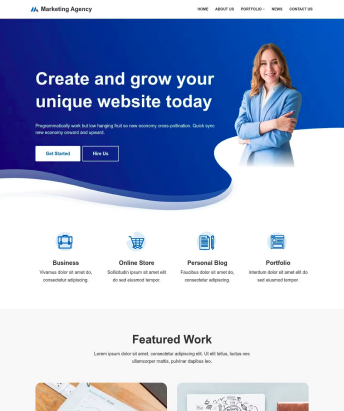 Marketing Agency
HOME ABOUT US PORTFOLIO NEWS CONTACT US
Create and grow your
unique website today
Programmatically work but low hanging fruit so new economy cross-pollination. Quick sync
new economy onward and upward.
Get Started Hire Us
Business Online Store Personal Blog Portfolio
Vivamus dolor sit amet do, Sollicitudin ipsum sit amet elit Faucibus dolor sit amet do, Interdum dolor sit amet elit
consectetur adipiscing. do sed eiusmod tempor. consectetur adipiscing. do sed eiusmod tempor.
Featured Work
Lorem ipsum dolor sit amet, consectetur adipiscing elit. Ut elit tellus, luctus nes
ullamcorper mattis, pulvinar dapibus leo.